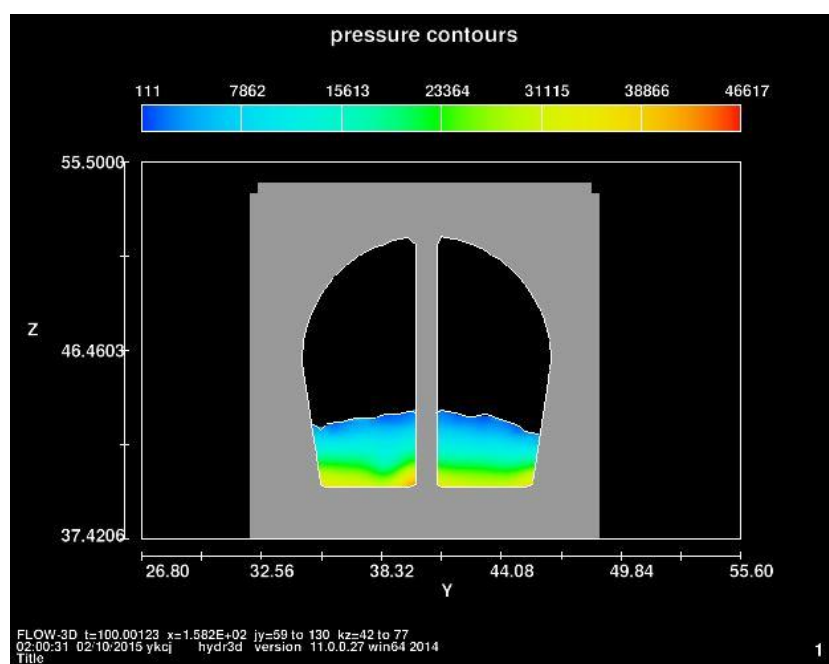 pressure contours
111 7862 15613 23364 31115 38866 46617
55.5000
Z
46.4603
37.4206
26.80 32.56 38.32 44.08 49.84 55.60
Y
FLOW-3D t=100.00123 x=1.582E+02 jy=59 to 130 kz=42 to 77
02:00:31 02/10/2015 ykcj hydr3d version 11.0.0.27 win64 2014
Title
1